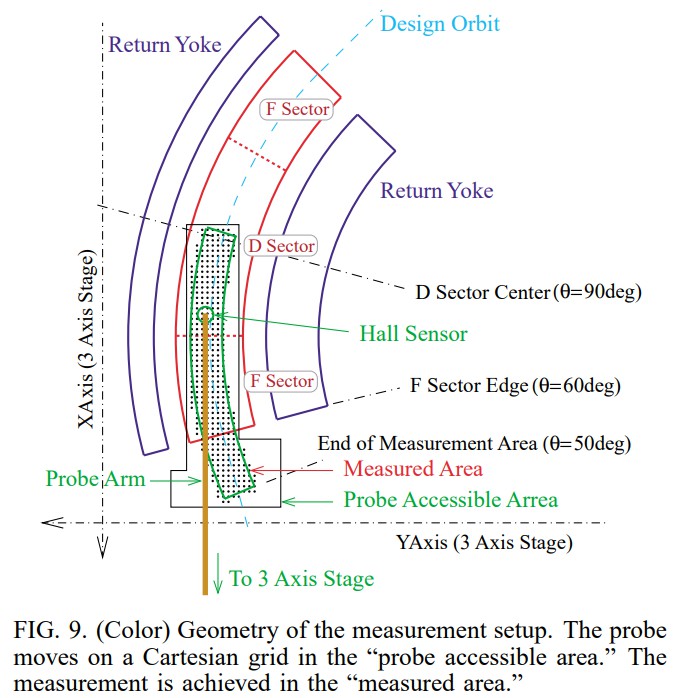 Design Orbit
Return Yoke
F Sector
Return Yoke
D Sector
D Sector Center (θ=90deg)
XAxis (3 Axis Stage)
Hall Sensor
F Sector
F Sector Edge (θ=60deg)
End of Measurement Area (θ=50deg)
Measured Area
Probe Arm
Probe Accessible Arrea
YAxis (3 Axis Stage)
To 3 Axis Stage
FIG. 9. (Color) Geometry of the measurement setup. The probe
moves on a Cartesian grid in the “probe accessible area.” The
measurement is achieved in the “measured area.”